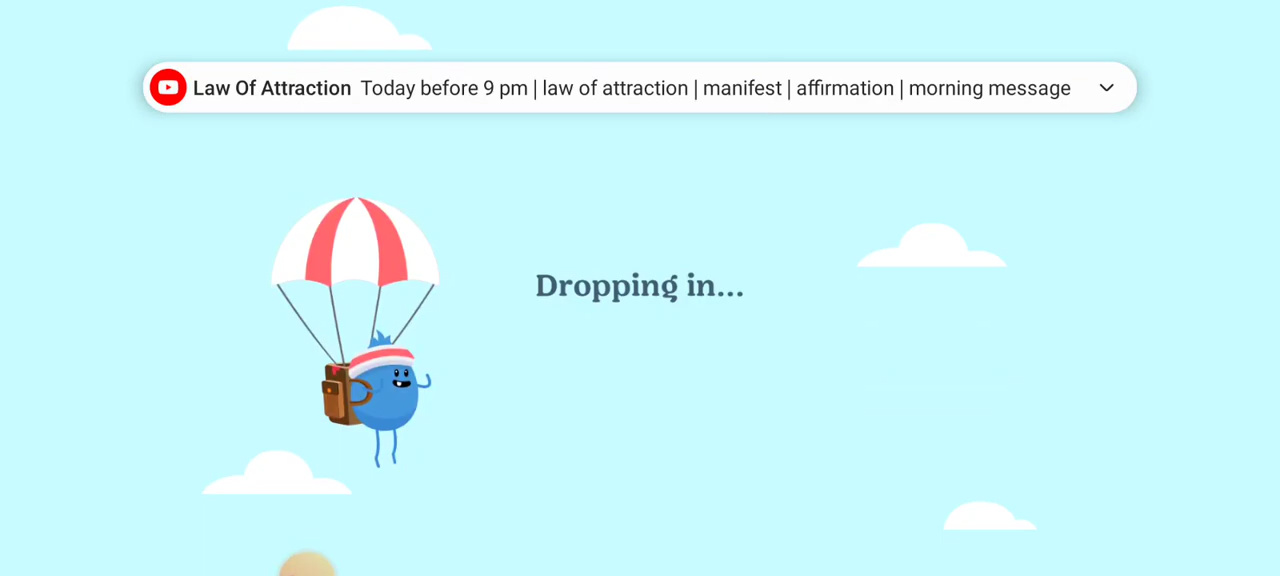 Law Of Attraction Today before 9 pm | law of attraction | manifest | affirmation | morning message
Dropping in...